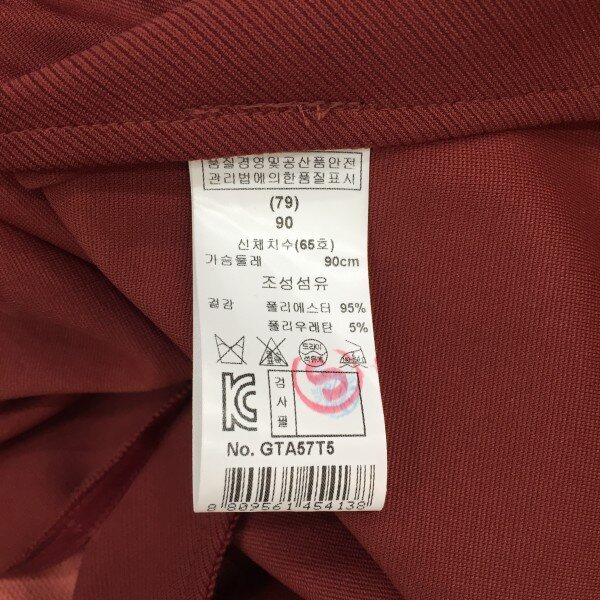 품질경영및공산품안전
관리법에의한품질표시
(79)
90
신체치수(65호)
가슴둘레 90cm
조성섬유
겉감 폴리에스터 95%
폴리우레탄 5%
드라이
검사필
No. GTA57T5
8 809561 454138